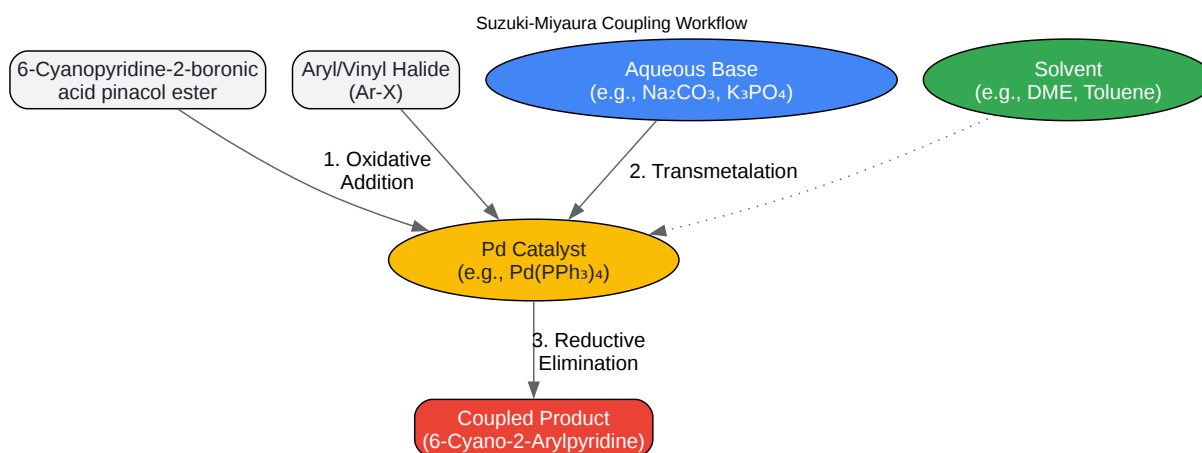 Suzuki-Miyaura Coupling Workflow
6-Cyanopyridine-2-boronic
acid pinacol ester
Aryl/Vinyl Halide
(Ar-X)
Aqueous Base
(e.g., Na₂CO₃, K₃PO₄)
Solvent
(e.g., DME, Toluene)
1. Oxidative
Addition
2. Transmetalation
Pd Catalyst
(e.g., Pd(PPh₃)₄)
3. Reductive
Elimination
Coupled Product
(6-Cyano-2-Arylpyridine)